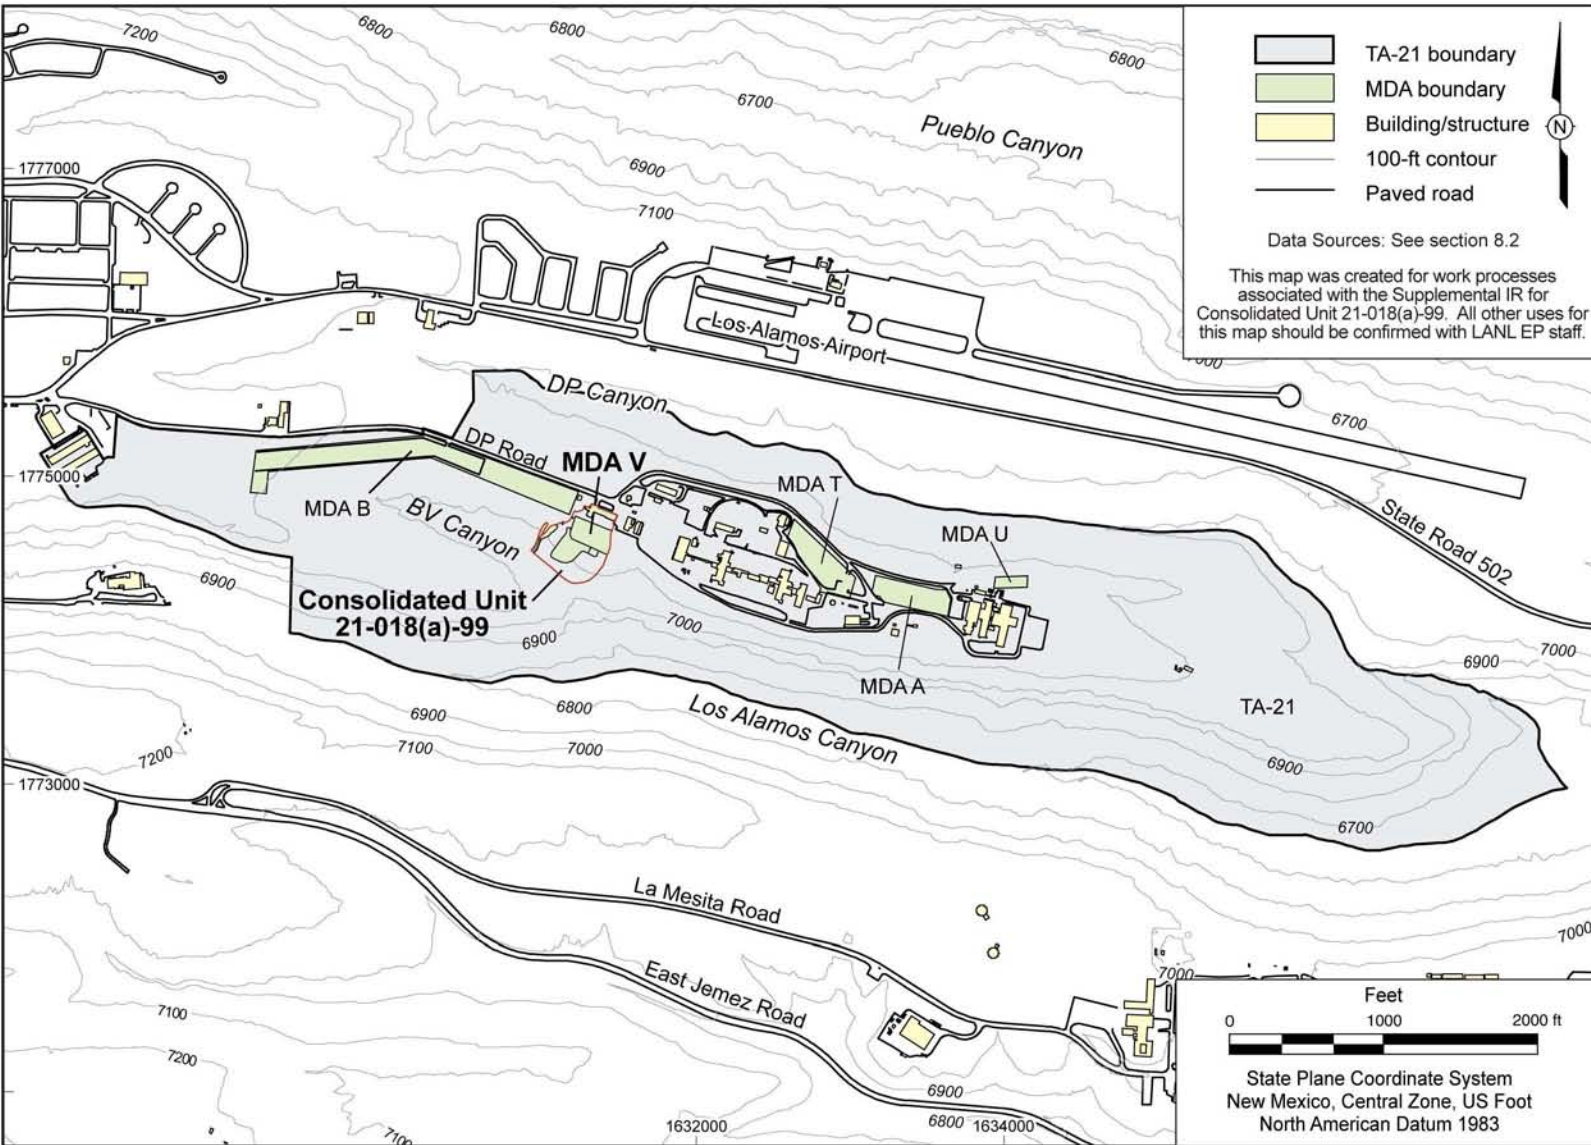 7200
6800
6800
6800
6700
Pueblo Canyon
1777000
6900
7100
TA-21 boundary
MDA boundary
Building/structure
100-ft contour
Paved road
N
Data Sources: See section 8.2
This map was created for work processes
associated with the Supplemental IR for
Consolidated Unit 21-018(a)-99. All other uses for
this map should be confirmed with LANL EP staff.
Los Alamos Airport
7000
DP Canyon
6700
DP Road
MDA V
1775000
MDA B
BV Canyon
MDA T
MDA U
State Road 502
6900
Consolidated Unit
21-018(a)-99
6900
7000
MDA A
7000
6900
TA-21
6900
6800
Los Alamos Canyon
7200
7100
7000
6900
1773000
6700
La Mesita Road
7000
East Jemez Road
7000
7100
7200
6900
6800
7100
1632000
1634000
Feet
0 1000 2000 ft
State Plane Coordinate System
New Mexico, Central Zone, US Foot
North American Datum 1983